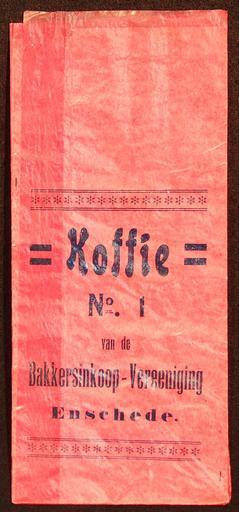 = Koffie =
No. 1
van de
Bakkersinkoop-Vereeniging
Enschede.